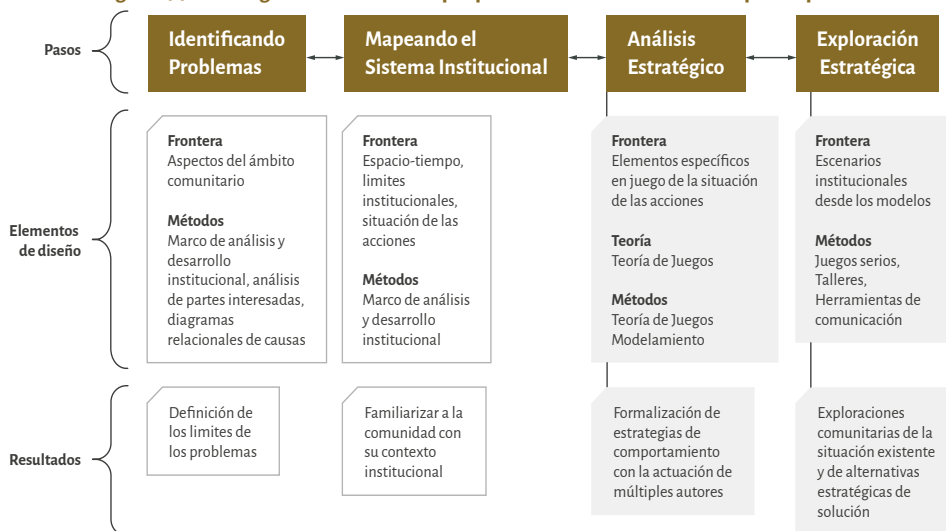 Pasos
Identificando
Problemas
Mapeando el
Sistema Institucional
Análisis
Estratégico
Exploración
Estratégica
Elementos
de diseño
Frontera
Aspectos del ámbito
comunitario
Métodos
Marco de análisis y
desarrollo
institucional, análisis
de partes interesadas,
diagramas
relacionales de causas
Frontera
Espacio-tiempo,
limites
institucionales,
situación de las
acciones
Métodos
Marco de análisis
y desarrollo
institucional
Frontera
Elementos específicos
en juego de la situación
de las acciones
Teoría
Teoría de Juegos
Métodos
Teoría de Juegos
Modelamiento
Frontera
Escenarios
institucionales
desde los modelos
Métodos
Juegos serios,
Talleres,
Herramientas de
comunicación
Resultados
Definición de
los limites de
los problemas
Familiarizar a la
comunidad con
su contexto
institucional
Formalización de
estrategias de
comportamiento
con la actuación de
múltiples autores
Exploraciones
comunitarias de la
situación existente
y de alternativas
estratégicas de
solución